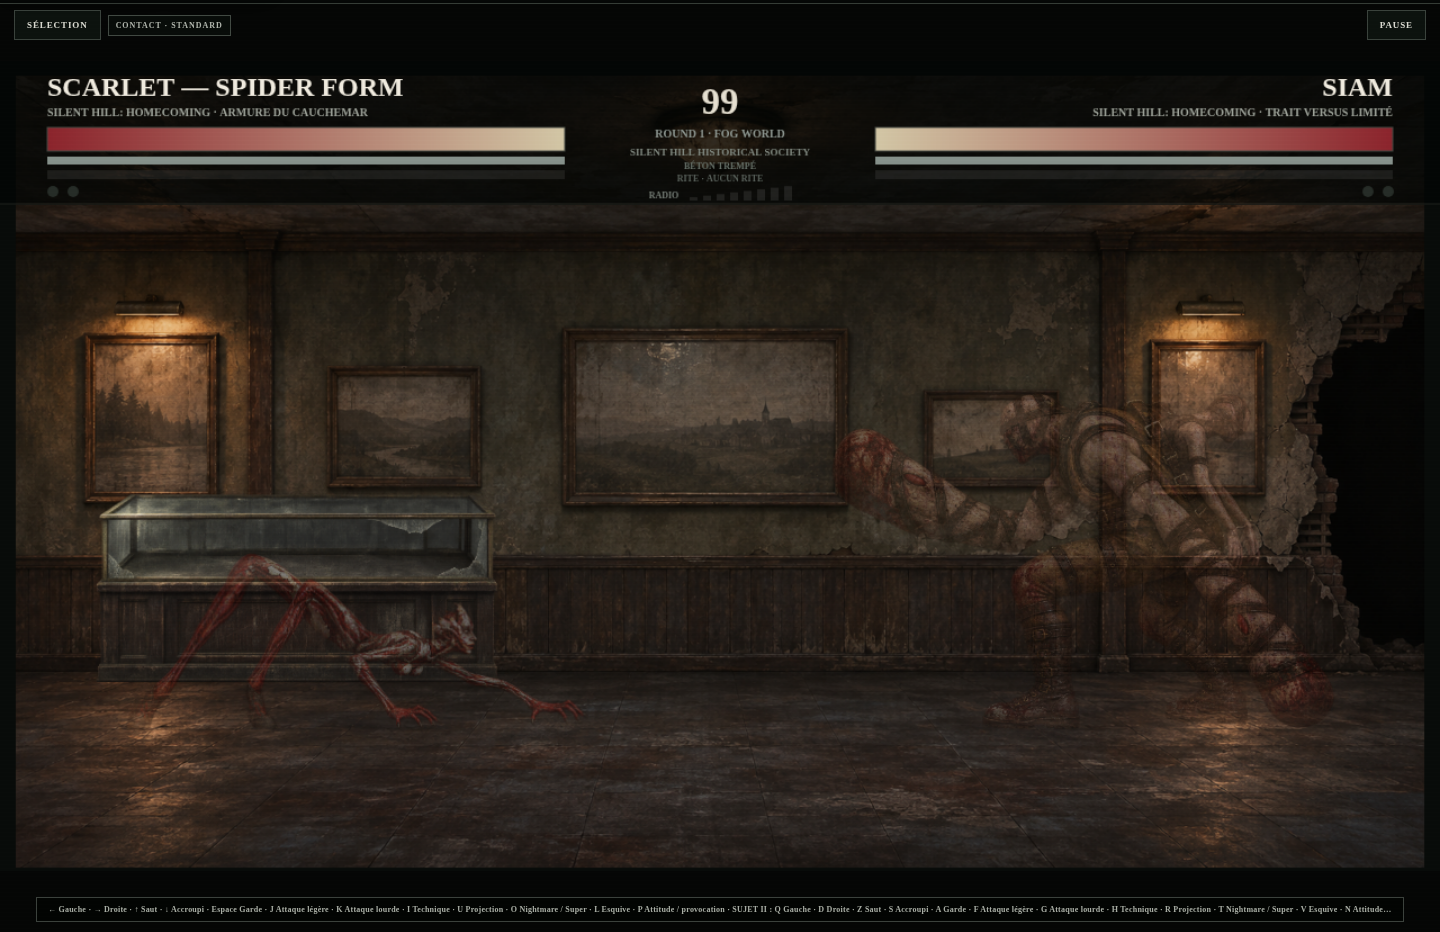 SÉLECTION
CONTACT · STANDARD
PAUSE
SCARLET — SPIDER FORM
SILENT HILL: HOMECOMING · ARMURE DU CAUCHEMAR
99
ROUND 1 · FOG WORLD
SILENT HILL HISTORICAL SOCIETY
BÉTON TREMPÉ
RITE · AUCUN RITE
RADIO
SIAM
SILENT HILL: HOMECOMING · TRAIT VERSUS LIMITÉ
← Gauche · → Droite · ↑ Saut · ↓ Accroupi · Espace Garde · J Attaque légère · K Attaque lourde · I Technique · U Projection · O Nightmare / Super · L Esquive · P Attitude / provocation · SUJET II : Q Gauche · D Droite · Z Saut · S Accroupi · A Garde · F Attaque légère · G Attaque lourde · H Technique · R Projection · T Nightmare / Super · V Esquive · N Attitude…